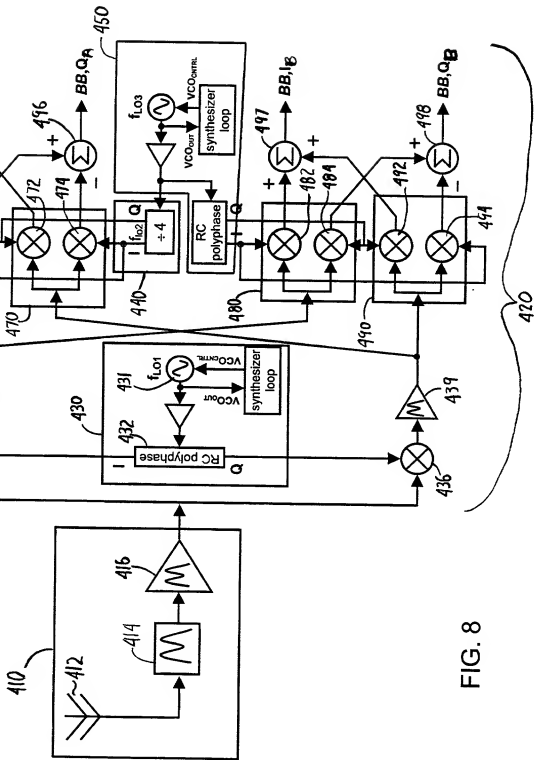 450
496
BB,QA
+
Σ
−
472
474
470
fLO3
VCOCNTRL
synthesizer
loop
VCOOUT
Q
flo2
÷ 4
I
440
RC
polyphase
Q
I
497
BB,IB
+
Σ
+
482
484
480
498
BB,QB
+
Σ
−
492
494
490
420
430
431
fLO1
VCOCNTRL
VCOOUT
synthesizer
loop
432
I
RC polyphase
Q
439
436
410
412
414
416
FIG. 8